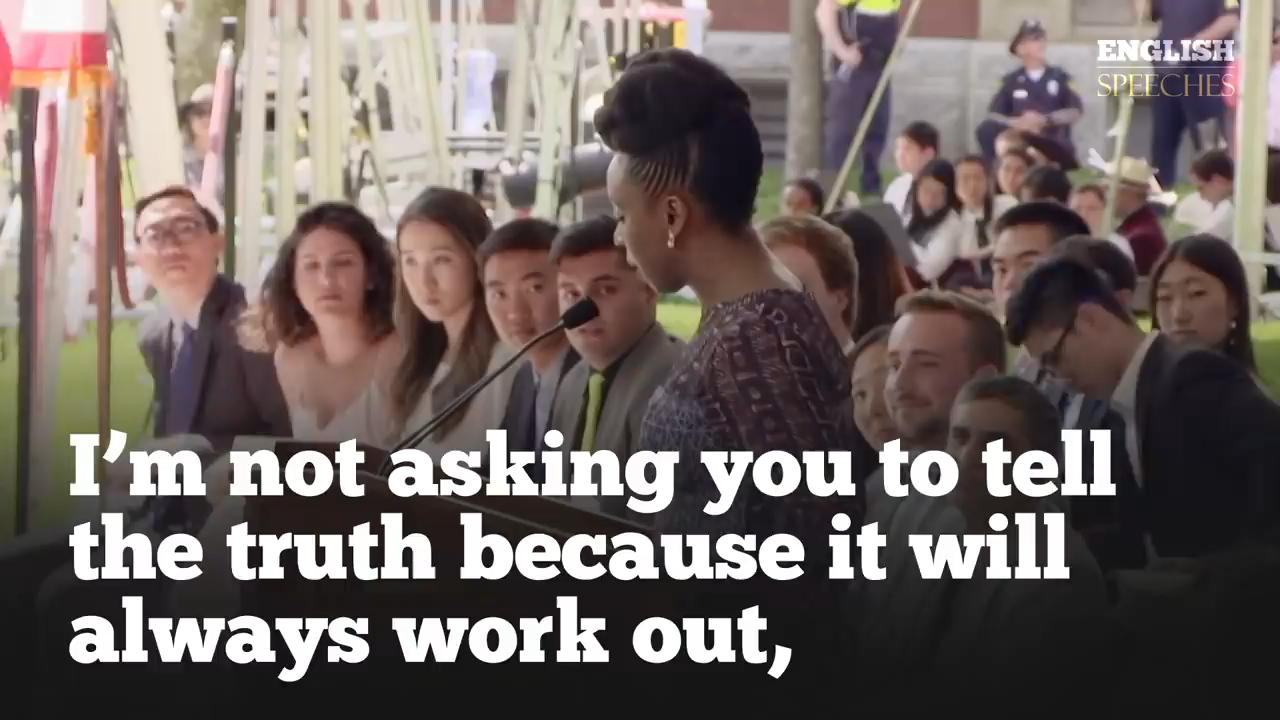 ENGLISH
SPEECHES
I’m not asking you to tell
the truth because it will
always work out,